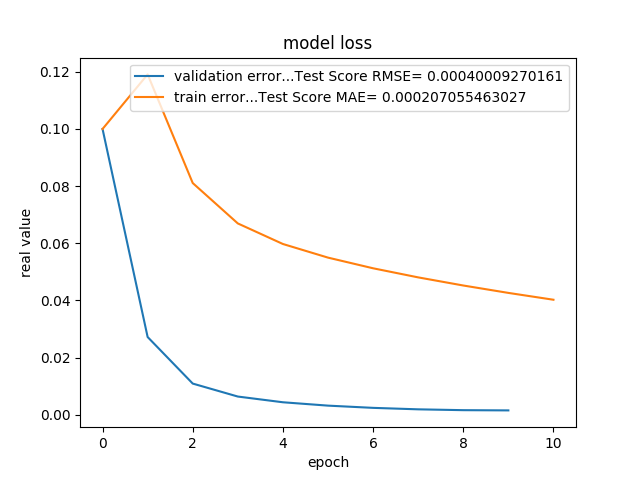 model loss
validation error...Test Score RMSE= 0.00040009270161
train error...Test Score MAE= 0.000207055463027
real value
0.12
0.10
0.08
0.06
0.04
0.02
0.00
0 2 4 6 8 10
epoch